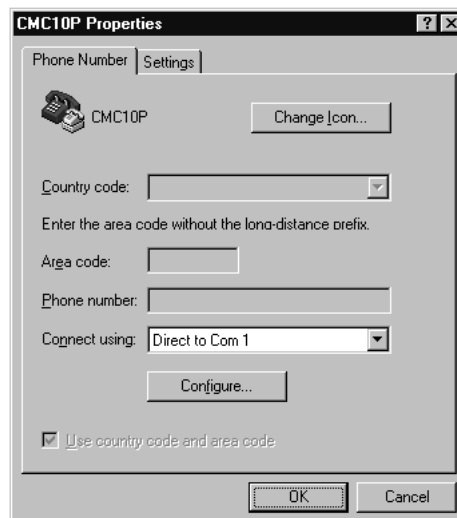 CMC10P Properties
Phone Number Settings
CMC10P
Change Icon...
Country code:
Enter the area code without the long-distance prefix.
Area code:
Phone number:
Connect using: Direct to Com 1
Configure...
Use country code and area code
OK Cancel